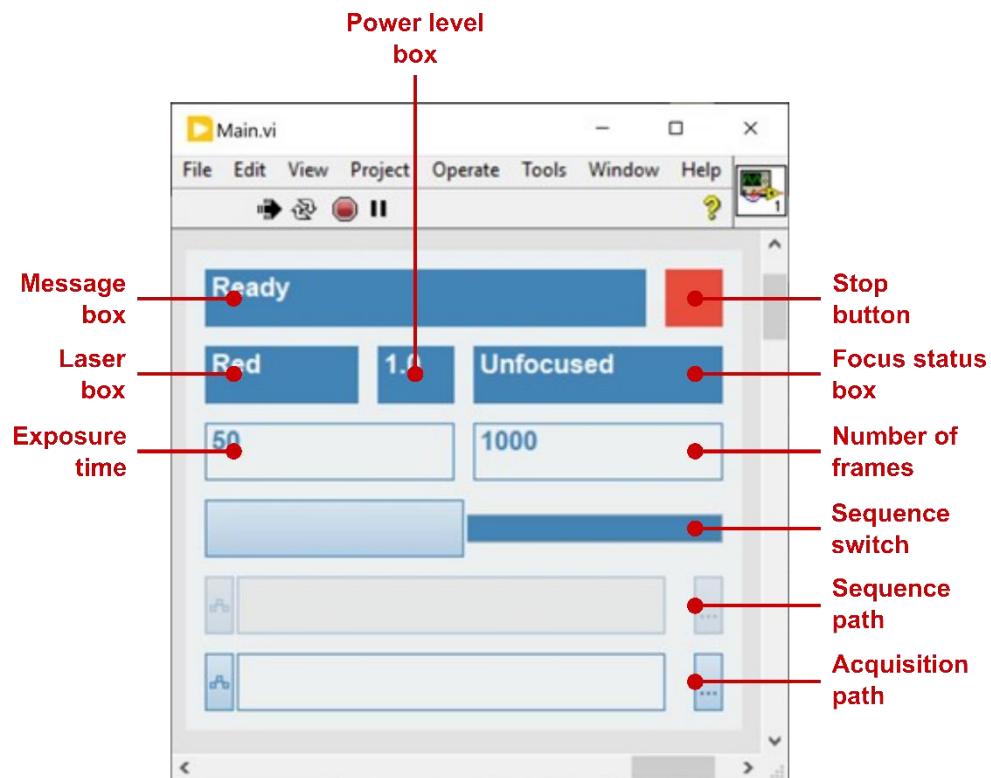 Power level
box
Main.vi
File Edit View Project Operate Tools Window Help
1
Message
box
Ready
Stop
button
Laser
box
Red
1.0
Unfocused
Focus status
box
Exposure
time
50
1000
Number of
frames
Sequence
switch
Sequence
path
...
Acquisition
path
...